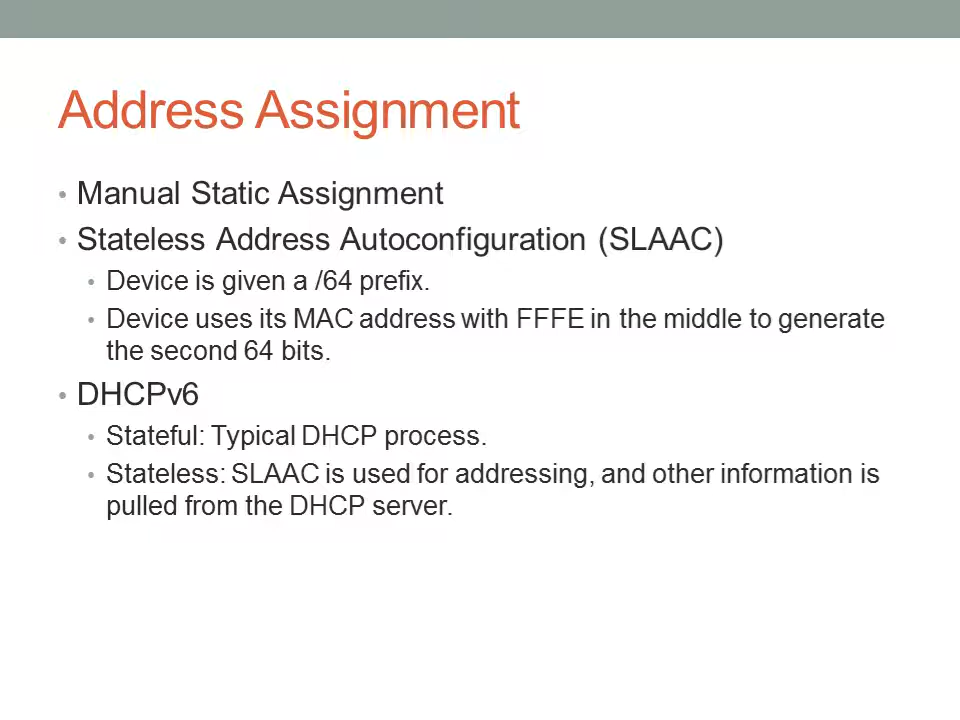 Address Assignment
• Manual Static Assignment
• Stateless Address Autoconfiguration (SLAAC)
• Device is given a /64 prefix.
• Device uses its MAC address with FFFE in the middle to generate
the second 64 bits.
• DHCPv6
• Stateful: Typical DHCP process.
• Stateless: SLAAC is used for addressing, and other information is
pulled from the DHCP server.